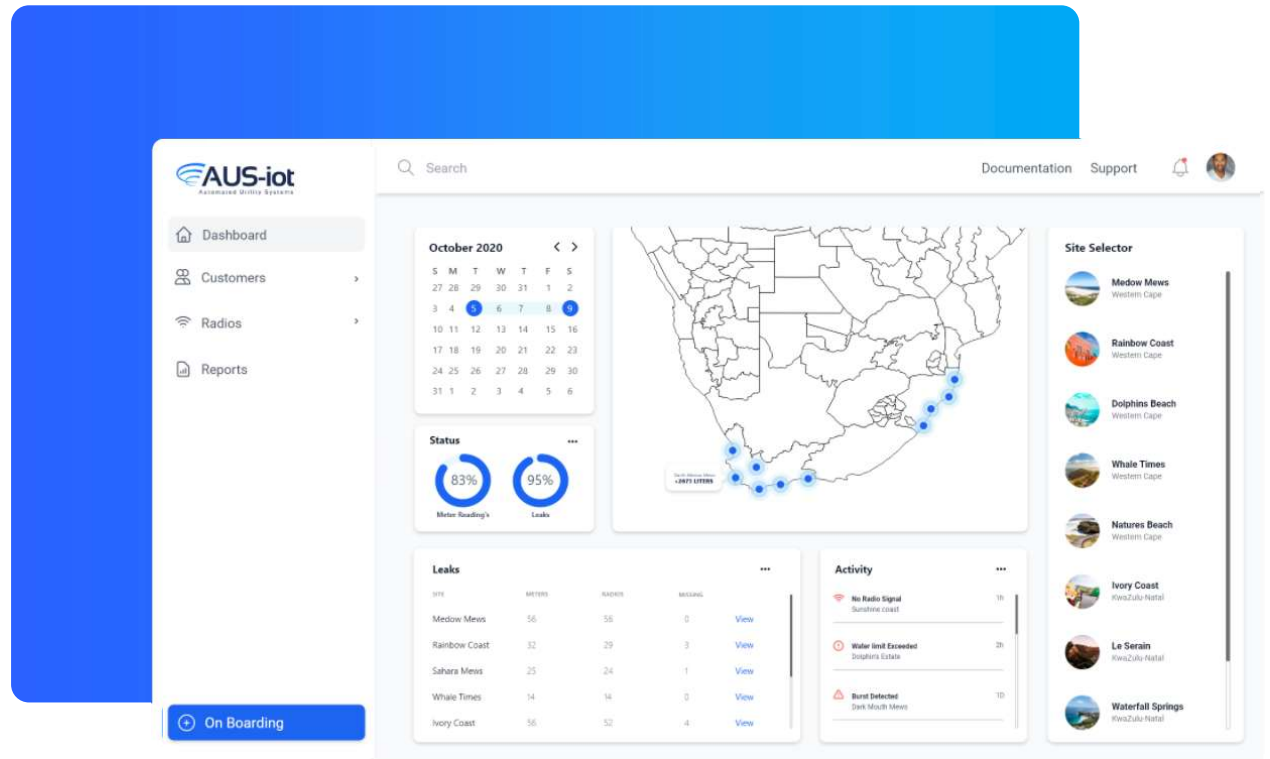 AUS-iot
Automated Utility Systems
Search
Documentation Support
Dashboard
Customers
Radios
Reports
On Boarding
October 2020
S M T W T F S
27 28 29 30 31 1 2
3 4 5 6 7 8 9
10 11 12 13 14 15 16
17 18 19 20 21 22 23
24 25 26 27 28 29 30
31 1 2 3 4 5 6
Status
83% 95%
Meter Reading's Leaks
+2671 LITERS
Site Selector
Medow Mews
Western Cape
Rainbow Coast
Western Cape
Dolphins Beach
Western Cape
Whale Times
Western Cape
Natures Beach
Western Cape
Ivory Coast
KwaZulu-Natal
Le Serain
KwaZulu-Natal
Waterfall Springs
KwaZulu-Natal
Leaks
SITE METERS RADIOS MISSING
Medow Mews 56 56 0 View
Rainbow Coast 32 29 3 View
Sahara Mews 25 24 1 View
Whale Times 14 14 0 View
Ivory Coast 56 52 4 View
Activity
No Radio Signal 1h
Sunshine coast
Water limit Exceeded 2h
Dolphins Estate
Burst Detected 1D
Dark Mouth Mews